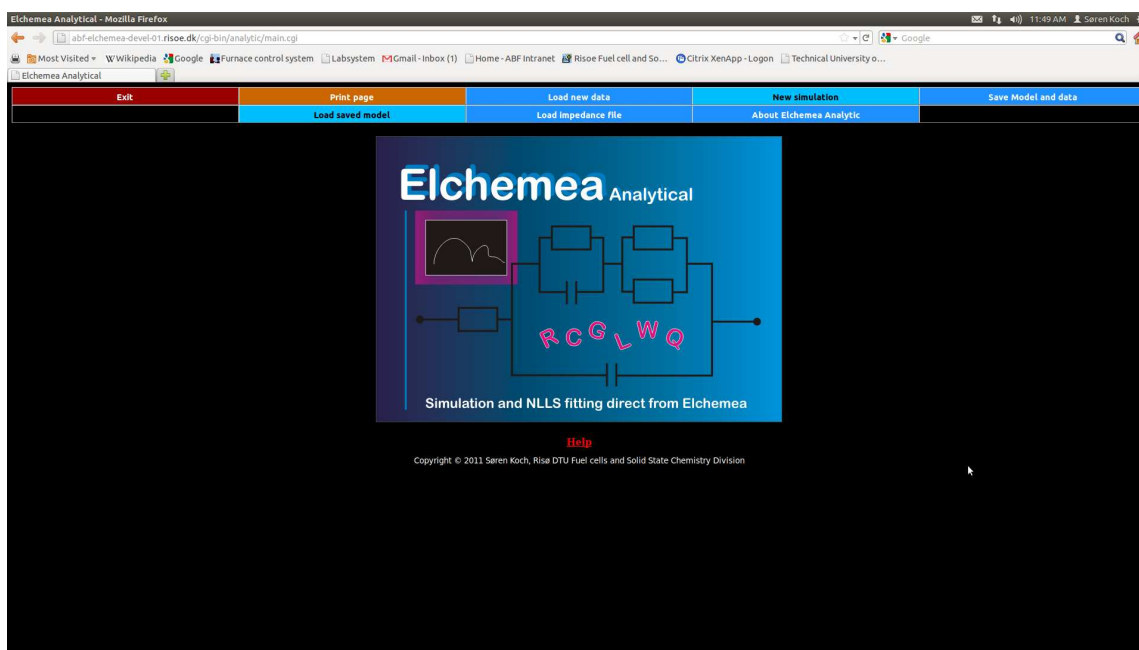 Elchemea Analytical - Mozilla Firefox
11:49 AM Søren Koch
abf-elchemea-devel-01.risoe.dk/cgi-bin/analytic/main.cgi
Google
Most Visited Wikipedia Google Furnace control system Labsystem Gmail - Inbox (1) Home - ABF Intranet Risoe Fuel cell and So... Citrix XenApp - Logon Technical University o...
Elchemea Analytical
Exit Print page Load new data New simulation Save Model and data
Load saved model Load impedance file About Elchemea Analytic
Elchemea Analytical
R C G L W Q
Simulation and NLLS fitting direct from Elchemea
Help
Copyright © 2011 Søren Koch, Risø DTU Fuel cells and Solid State Chemistry Division